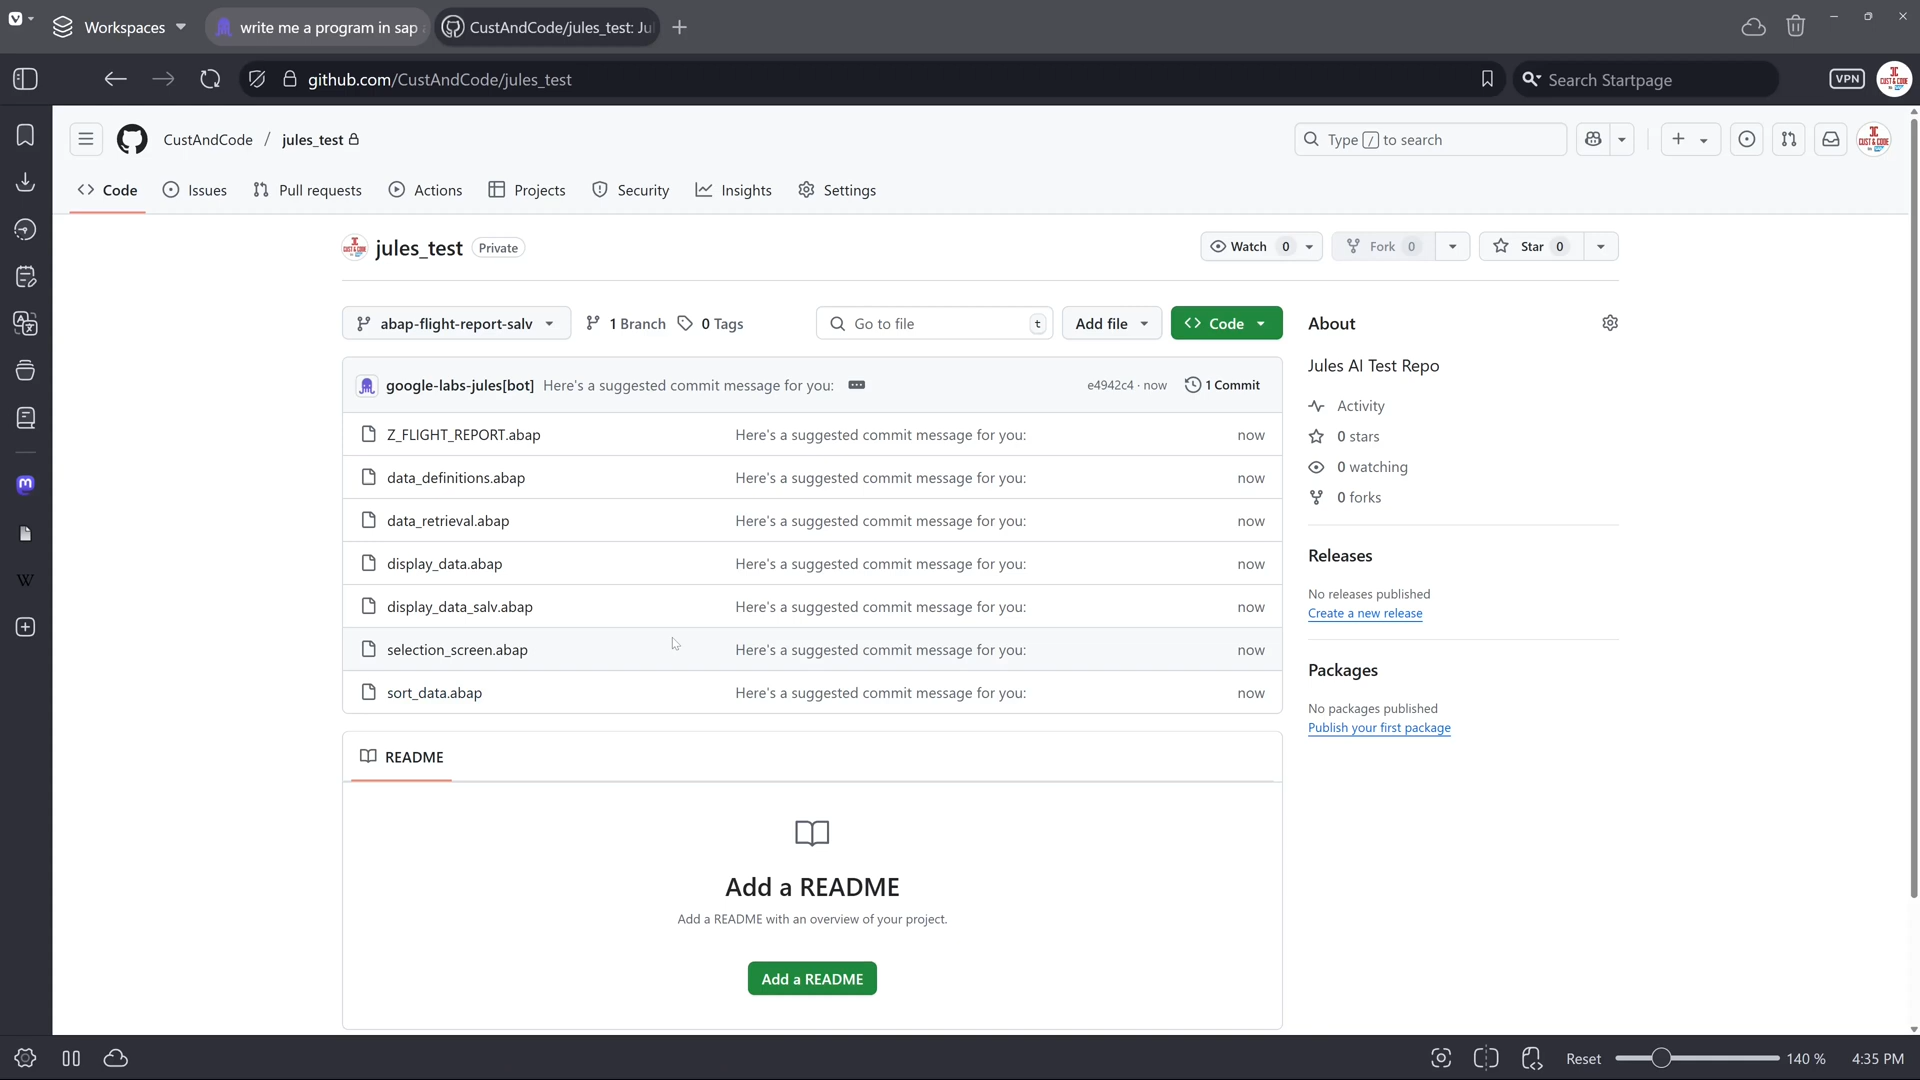 Workspaces
write me a program in sap
CustAndCode/jules_test: Ju
github.com/CustAndCode/jules_test
Search Startpage
VPN
CustAndCode / jules_test
Type / to search
Code
Issues
Pull requests
Actions
Projects
Security
Insights
Settings
jules_test
Private
Watch 0
Fork 0
Star 0
abap-flight-report-salv
1 Branch
0 Tags
Go to file
t
Add file
Code
google-labs-jules[bot] Here's a suggested commit message for you:
e4942c4 · now
1 Commit
Z_FLIGHT_REPORT.abap Here's a suggested commit message for you: now
data_definitions.abap Here's a suggested commit message for you: now
data_retrieval.abap Here's a suggested commit message for you: now
display_data.abap Here's a suggested commit message for you: now
display_data_salv.abap Here's a suggested commit message for you: now
selection_screen.abap Here's a suggested commit message for you: now
sort_data.abap Here's a suggested commit message for you: now
README
Add a README
Add a README with an overview of your project.
Add a README
About
Jules AI Test Repo
Activity
0 stars
0 watching
0 forks
Releases
No releases published
Create a new release
Packages
No packages published
Publish your first package
Reset
140 %
4:35 PM